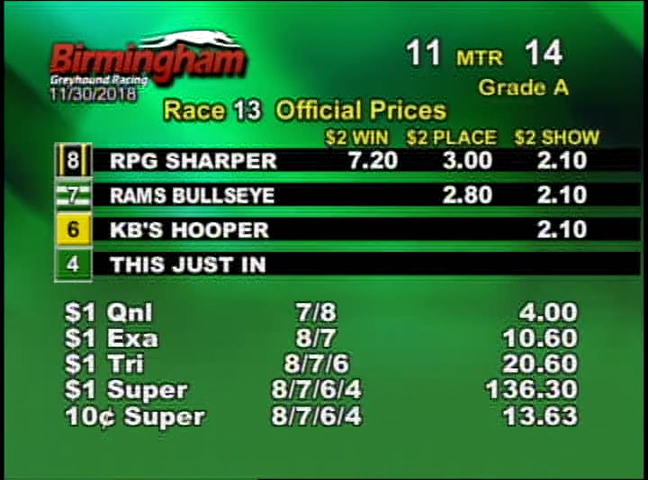 Birmingham
Greyhound Racing
11/30/2018
11 MTR 14
Grade A
Race 13 Official Prices
$2 WIN $2 PLACE $2 SHOW
8 RPG SHARPER 7.20 3.00 2.10
7 RAMS BULLSEYE 2.80 2.10
6 KB'S HOOPER 2.10
4 THIS JUST IN
$1 Qnl 7/8 4.00
$1 Exa 8/7 10.60
$1 Tri 8/7/6 20.60
$1 Super 8/7/6/4 136.30
10¢ Super 8/7/6/4 13.63